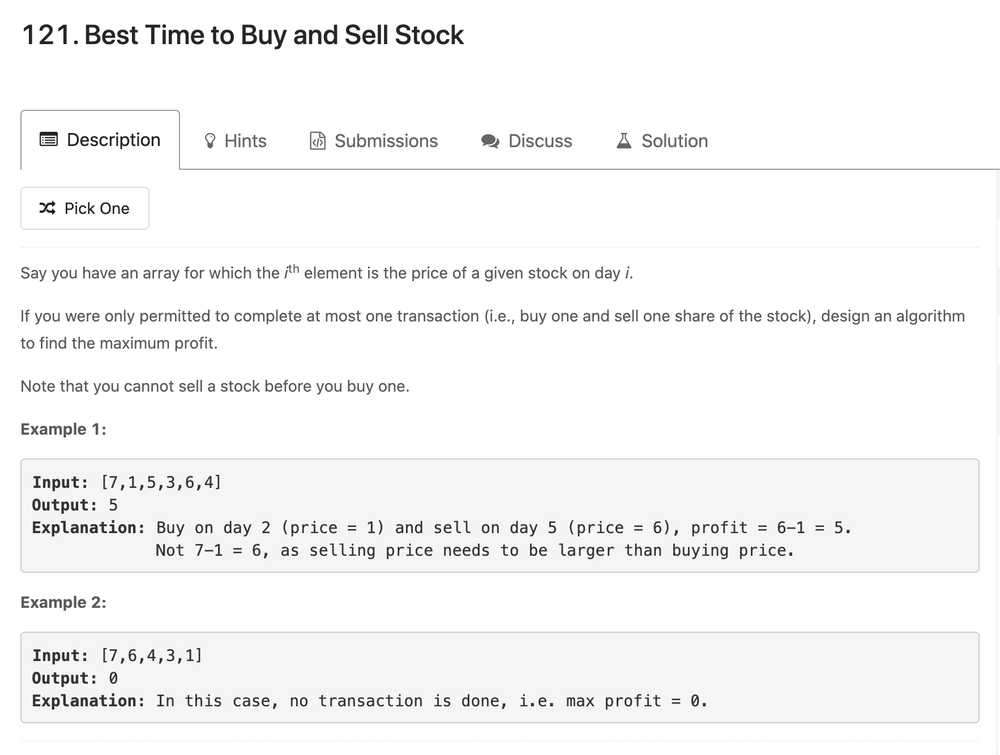 121. Best Time to Buy and Sell Stock
Description Hints Submissions Discuss Solution
Pick One
Say you have an array for which the ith element is the price of a given stock on day i.
If you were only permitted to complete at most one transaction (i.e., buy one and sell one share of the stock), design an algorithm
to find the maximum profit.
Note that you cannot sell a stock before you buy one.
Example 1:
Input: [7,1,5,3,6,4]
Output: 5
Explanation: Buy on day 2 (price = 1) and sell on day 5 (price = 6), profit = 6-1 = 5.
Not 7-1 = 6, as selling price needs to be larger than buying price.
Example 2:
Input: [7,6,4,3,1]
Output: 0
Explanation: In this case, no transaction is done, i.e. max profit = 0.